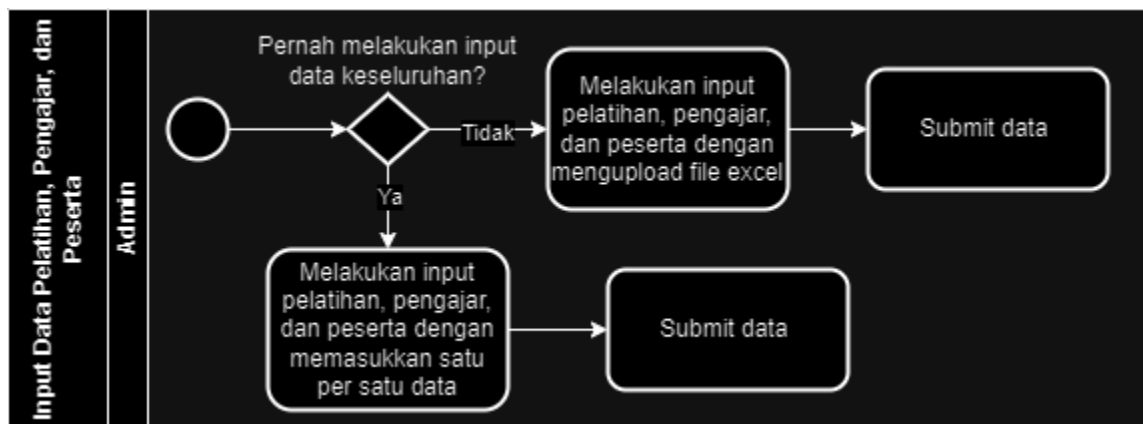 Input Data Pelatihan, Pengajar, dan
Peserta
Admin
Pernah melakukan input
data keseluruhan?
Tidak
Melakukan input
pelatihan, pengajar,
dan peserta dengan
mengupload file excel
Submit data
Ya
Melakukan input
pelatihan, pengajar,
dan peserta dengan
memasukkan satu
per satu data
Submit data